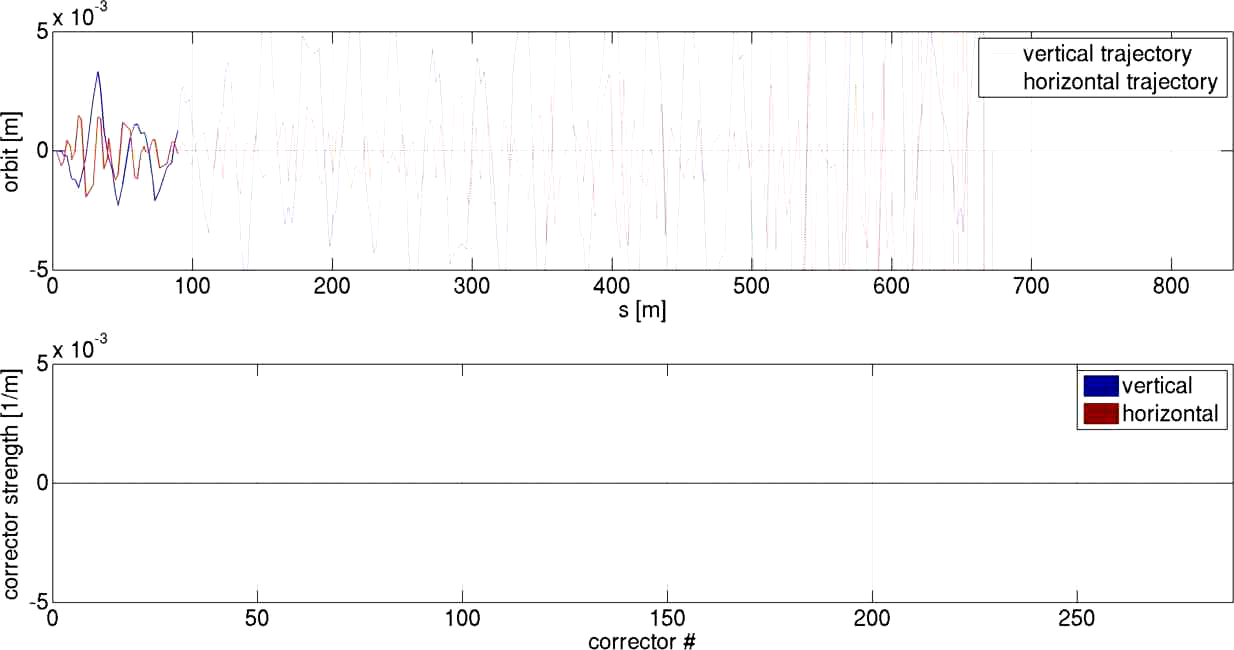 5 x 10-3
vertical trajectory
horizontal trajectory
orbit [m]
0
-5
0 100 200 300 400 500 600 700 800
s [m]
5 x 10-3
vertical
horizontal
corrector strength [1/m]
0
-5
0 50 100 150 200 250
corrector #